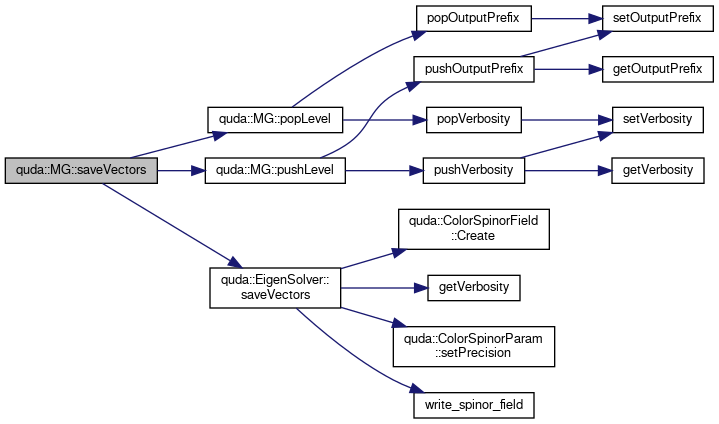 popOutputPrefix
setOutputPrefix
pushOutputPrefix
getOutputPrefix
quda::MG::popLevel
popVerbosity
setVerbosity
quda::MG::saveVectors
quda::MG::pushLevel
pushVerbosity
getVerbosity
quda::ColorSpinorField
::Create
quda::EigenSolver::
saveVectors
getVerbosity
quda::ColorSpinorParam
::setPrecision
write_spinor_field